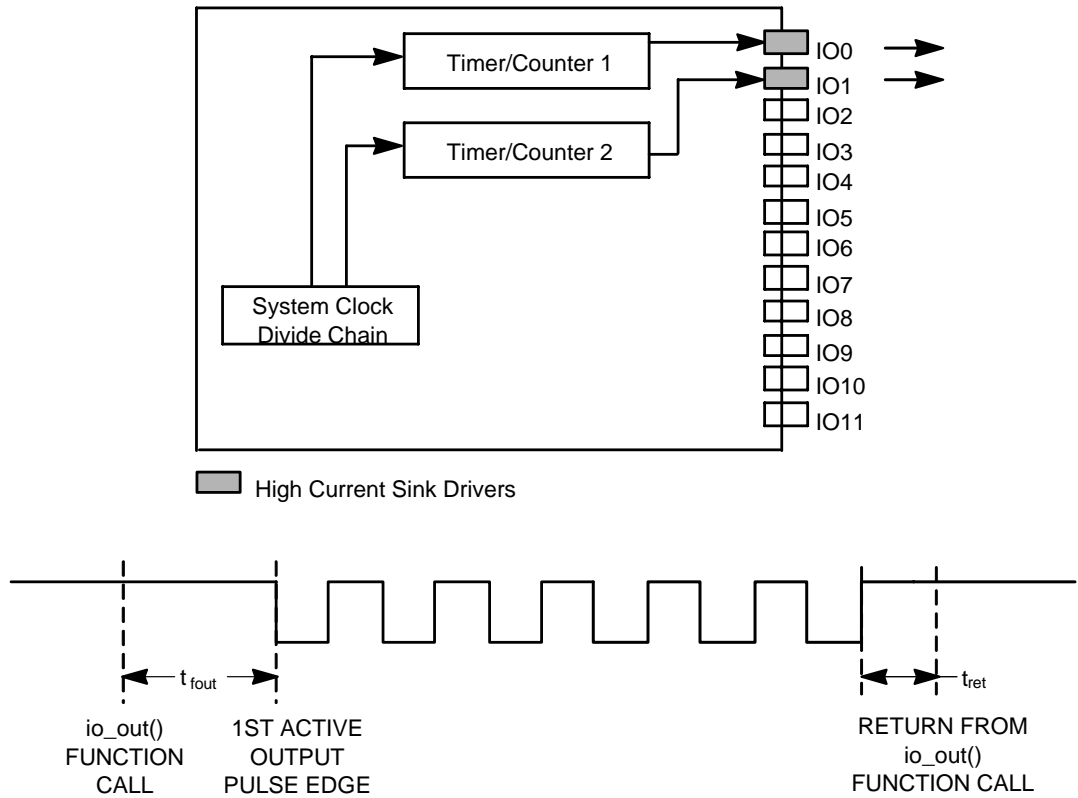 Timer/Counter 1
IO0
IO1
IO2
Timer/Counter 2
IO3
IO4
IO5
IO6
IO7
System Clock
Divide Chain
IO8
IO9
IO10
IO11
High Current Sink Drivers
t fout
tret
io_out()
FUNCTION
CALL
1ST ACTIVE
OUTPUT
PULSE EDGE
RETURN FROM
io_out()
FUNCTION CALL